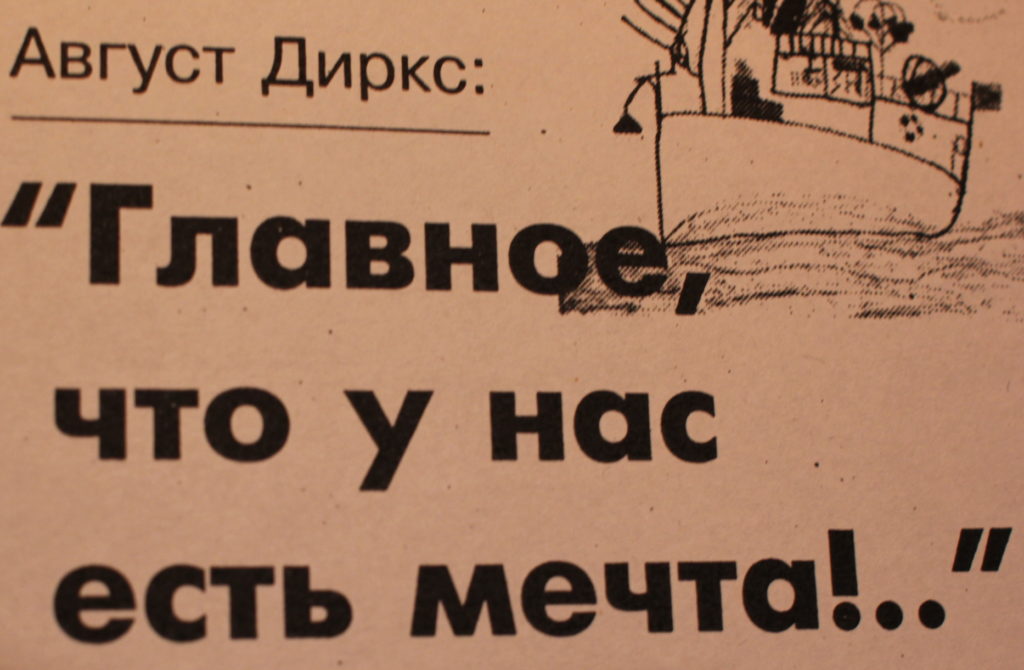 Август Диркс:
“Главное,
что у нас
есть мечта!..”